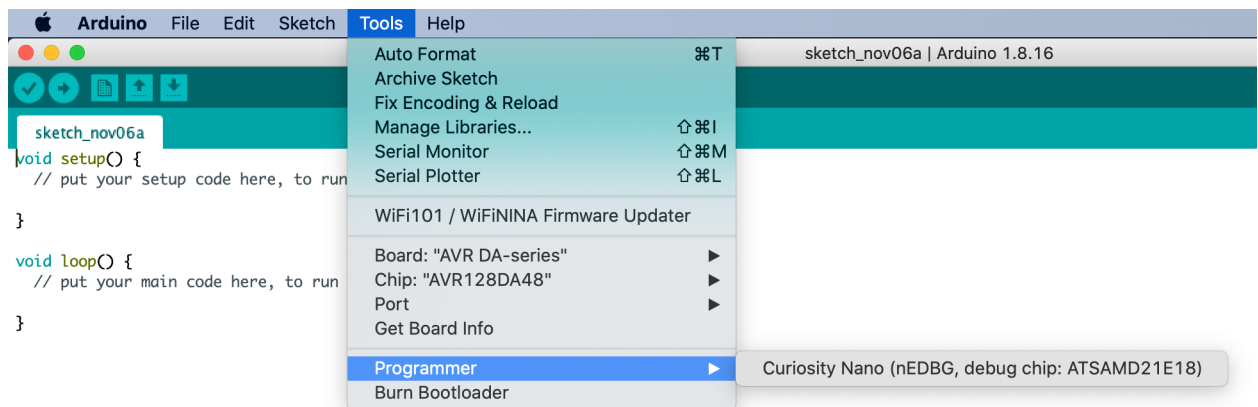 Arduino File Edit Sketch Tools Help
sketch_nov06a | Arduino 1.8.16
sketch_nov06a
void setup() {
// put your setup code here, to run
}
void loop() {
// put your main code here, to run
}
Auto Format ⌘T
Archive Sketch
Fix Encoding & Reload
Manage Libraries... ⇧⌘I
Serial Monitor ⇧⌘M
Serial Plotter ⇧⌘L
WiFi101 / WiFiNINA Firmware Updater
Board: "AVR DA-series"
Chip: "AVR128DA48"
Port
Get Board Info
Programmer
Burn Bootloader
Curiosity Nano (nEDBG, debug chip: ATSAMD21E18)